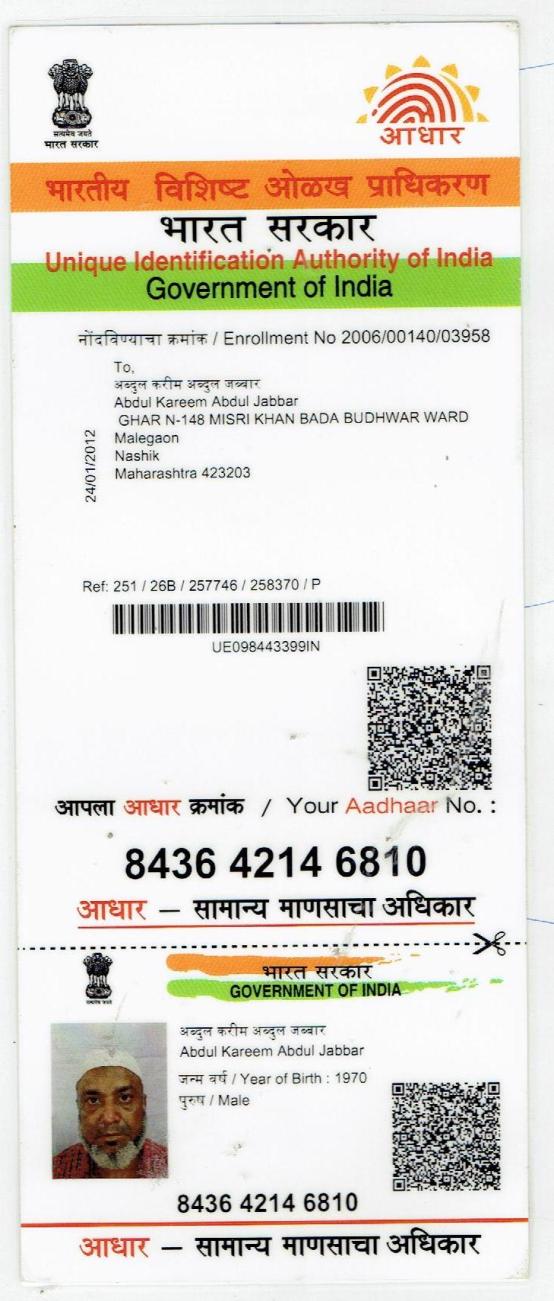 सत्यमेव जयते
भारत सरकार
आधार
भारतीय विशिष्ट ओळख प्राधिकरण
भारत सरकार
Unique Identification Authority of India
Government of India
नोंदविण्याचा क्रमांक / Enrollment No 2006/00140/03958
To,
अब्दुल करीम अब्दुल जब्बार
Abdul Kareem Abdul Jabbar
GHAR N-148 MISRI KHAN BADA BUDHWAR WARD
Malegaon
Nashik
Maharashtra 423203
24/01/2012
Ref: 251 / 26B / 257746 / 258370 / P
UE098443399IN
आपला आधार क्रमांक / Your Aadhaar No. :
8436 4214 6810
आधार — सामान्य माणसाचा अधिकार
भारत सरकार
GOVERNMENT OF INDIA
अब्दुल करीम अब्दुल जब्बार
Abdul Kareem Abdul Jabbar
जन्म वर्ष / Year of Birth : 1970
पुरुष / Male
8436 4214 6810
आधार — सामान्य माणसाचा अधिकार